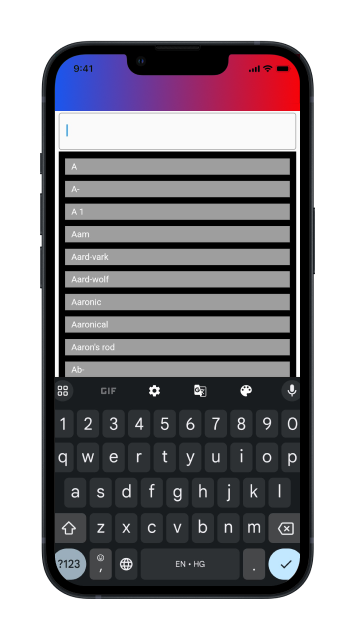 9:41
A
A-
A 1
Aam
Aard-vark
Aard-wolf
Aaronic
Aaronical
Aaron's rod
Ab-
GIF
1 2 3 4 5 6 7 8 9 0
q w e r t y u i o p
a s d f g h j k l
z x c v b n m
?123 , EN • HG .